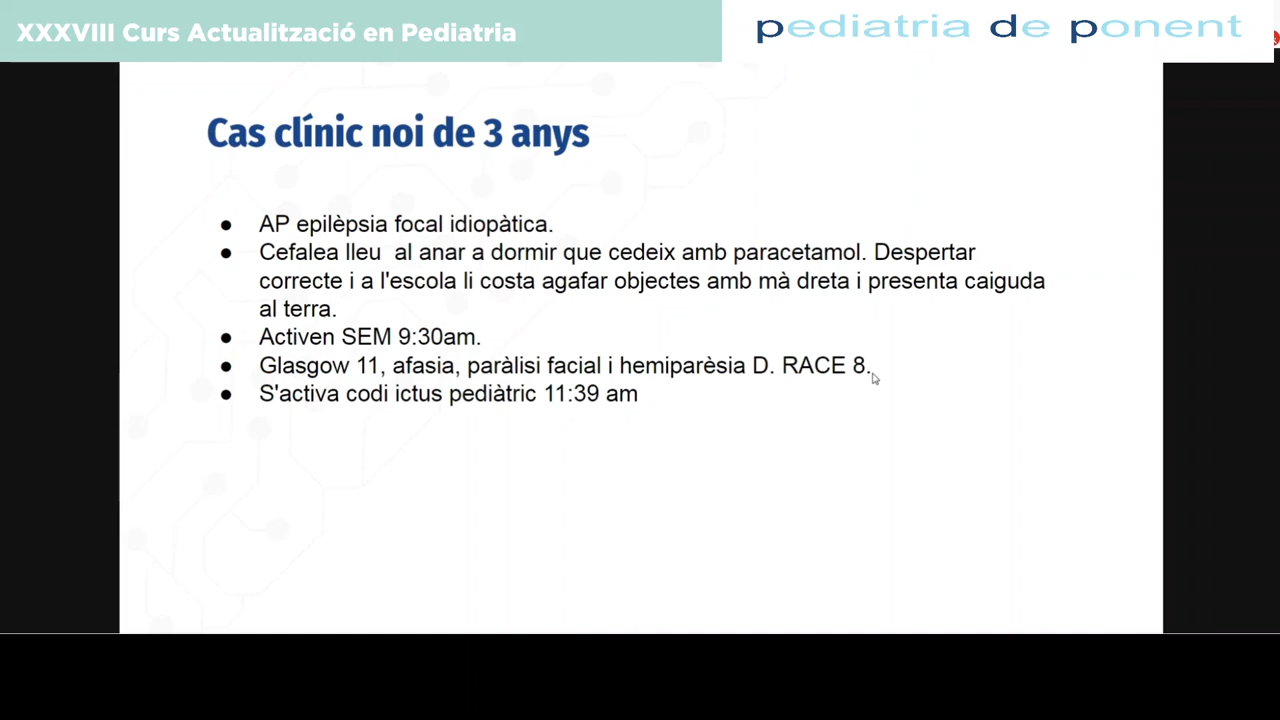 XXXVIII Curs Actualització en Pediatria
pediatria de ponent
Cas clínic noi de 3 anys
● AP epilèpsia focal idiopàtica.
● Cefalea lleu al anar a dormir que cedeix amb paracetamol. Despertar
correcte i a l'escola li costa agafar objectes amb mà dreta i presenta caiguda
al terra.
● Activen SEM 9:30am.
● Glasgow 11, afasia, paràlisi facial i hemiparèsia D. RACE 8.
● S'activa codi ictus pediàtric 11:39 am